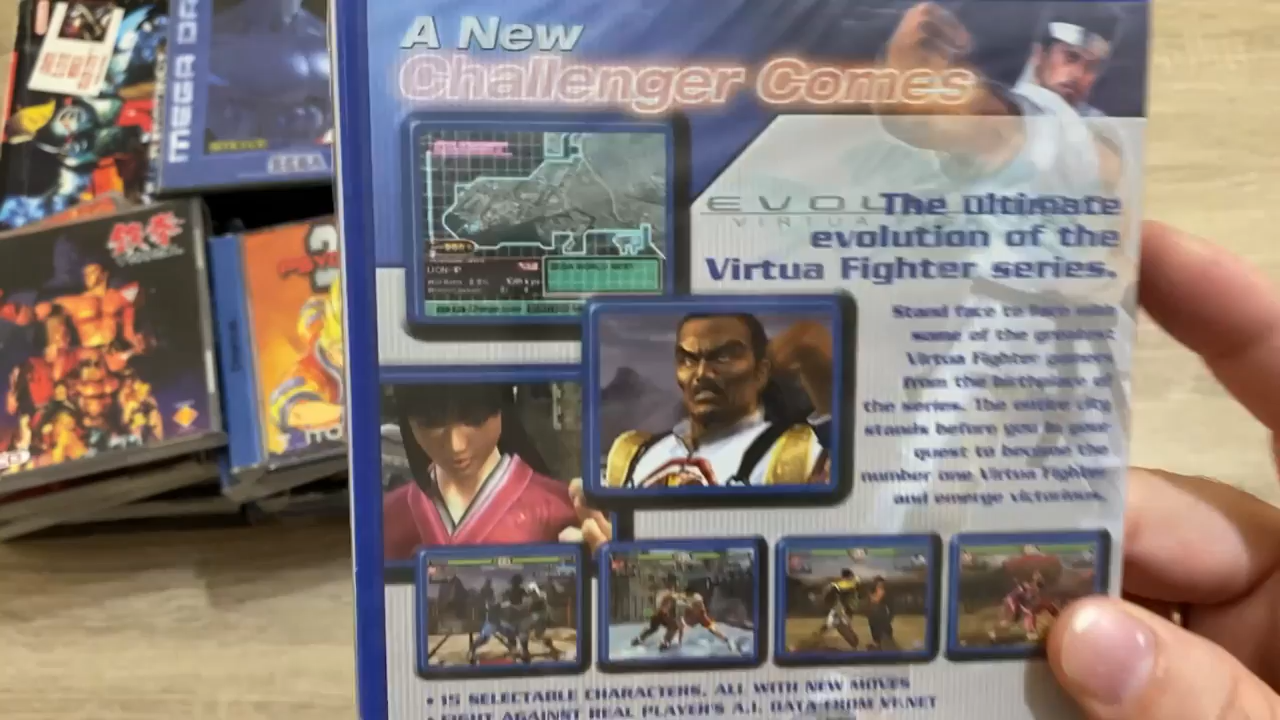 A New
Challenger Comes
The ultimate
evolution of the
Virtua Fighter series.
Stand face to face with
some of the greatest
Virtua Fighter gamers
from the birthplace of
the series. The entire city
stands before you in your
quest to become the
number one Virtua Fighter
and emerge victorious.
• 15 SELECTABLE CHARACTERS, ALL WITH NEW MOVES
• FIGHT AGAINST REAL PLAYER'S A.I. DATA FROM VF.NET
MEGA DR
SEGA
鉄拳